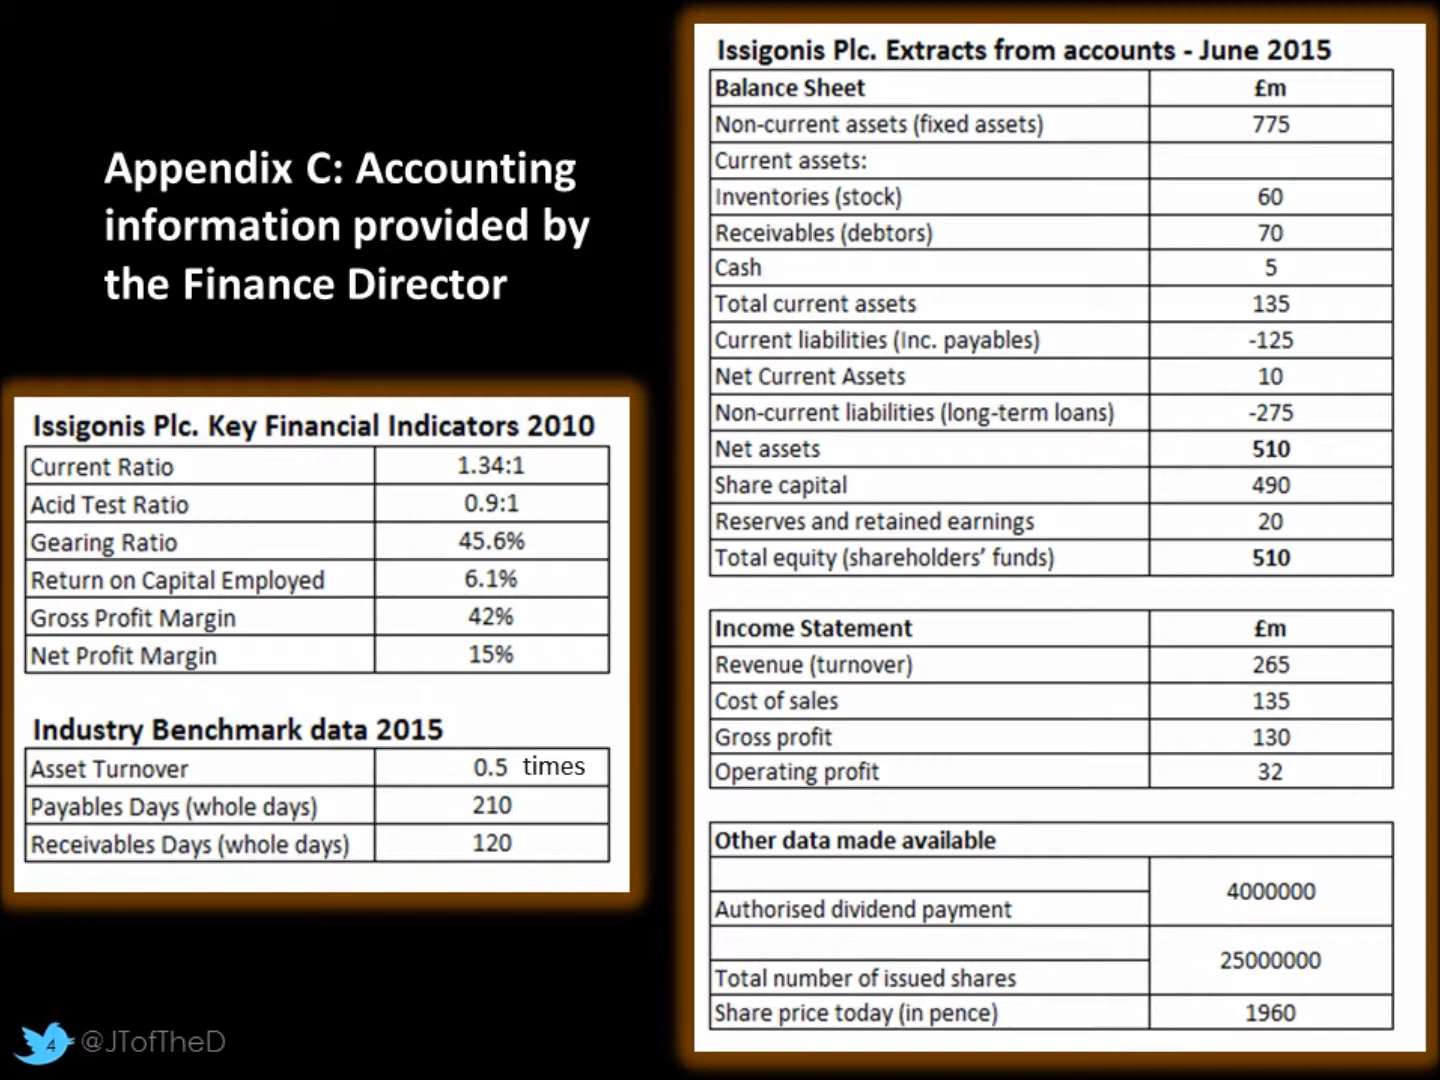 Appendix C: Accounting
information provided by
the Finance Director
Issigonis Plc. Key Financial Indicators 2010
Current Ratio 1.34:1
Acid Test Ratio 0.9:1
Gearing Ratio 45.6%
Return on Capital Employed 6.1%
Gross Profit Margin 42%
Net Profit Margin 15%
Industry Benchmark data 2015
Asset Turnover 0.5 times
Payables Days (whole days) 210
Receivables Days (whole days) 120
Issigonis Plc. Extracts from accounts - June 2015
Balance Sheet £m
Non-current assets (fixed assets) 775
Current assets:
Inventories (stock) 60
Receivables (debtors) 70
Cash 5
Total current assets 135
Current liabilities (Inc. payables) -125
Net Current Assets 10
Non-current liabilities (long-term loans) -275
Net assets 510
Share capital 490
Reserves and retained earnings 20
Total equity (shareholders’ funds) 510
Income Statement £m
Revenue (turnover) 265
Cost of sales 135
Gross profit 130
Operating profit 32
Other data made available
Authorised dividend payment 4000000
Total number of issued shares 25000000
Share price today (in pence) 1960
4 @JTofTheD